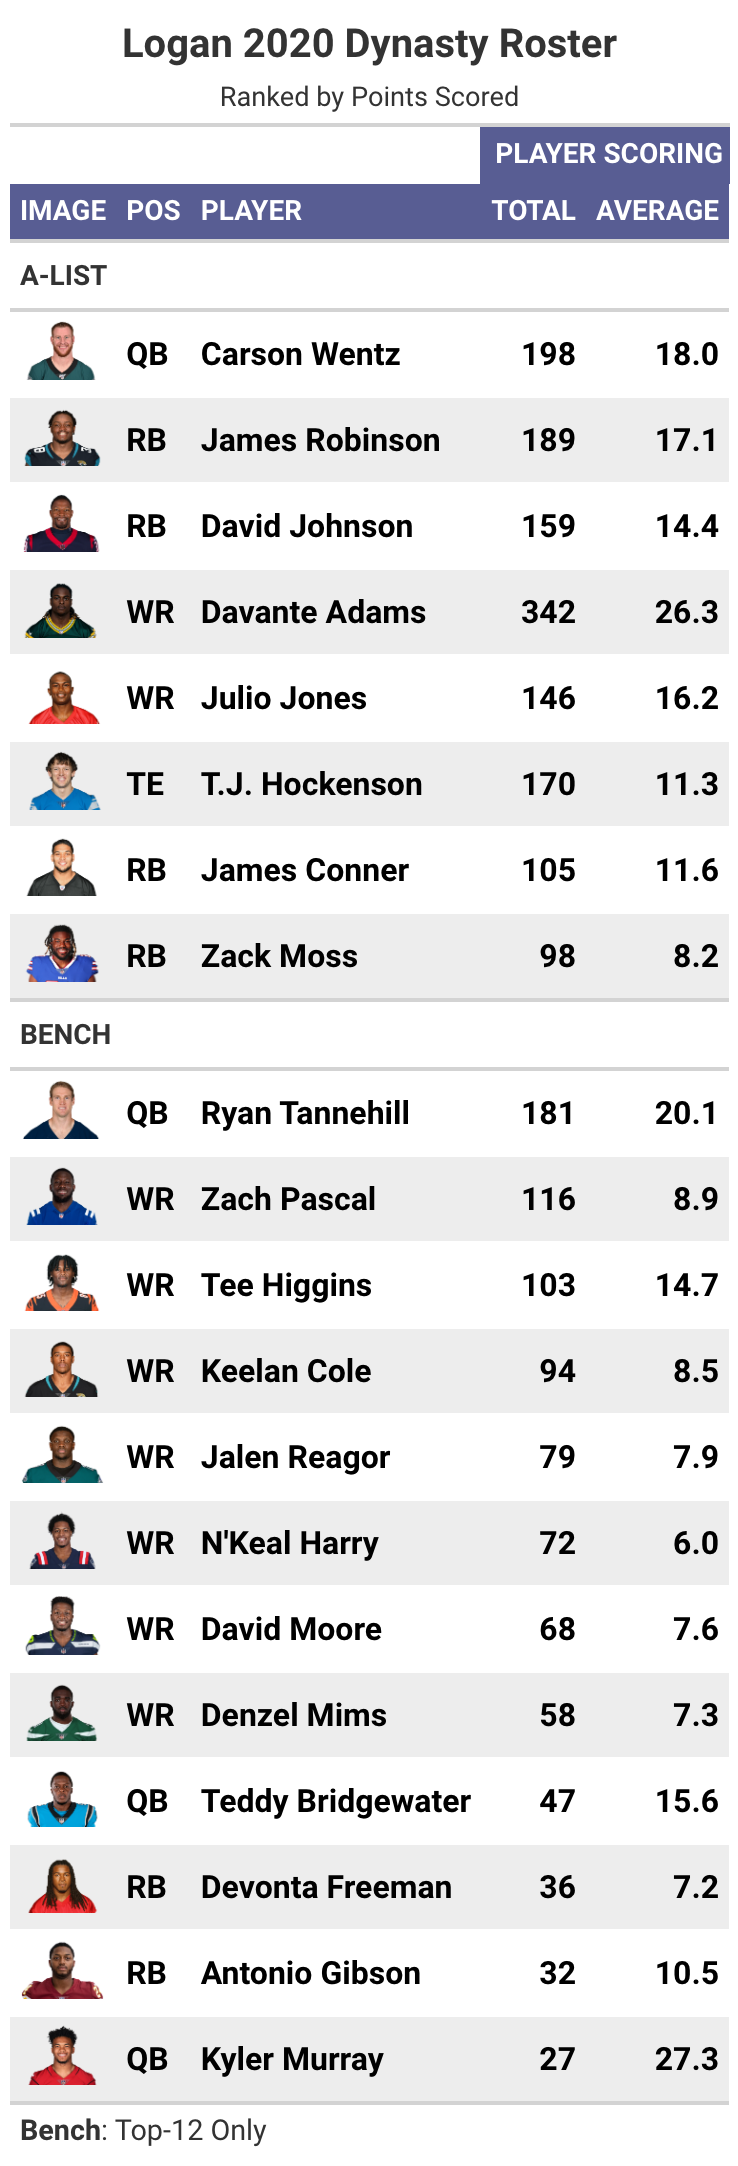 Logan 2020 Dynasty Roster
Ranked by Points Scored
PLAYER SCORING
IMAGE POS PLAYER TOTAL AVERAGE
A-LIST
QB Carson Wentz 198 18.0
RB James Robinson 189 17.1
RB David Johnson 159 14.4
WR Davante Adams 342 26.3
WR Julio Jones 146 16.2
TE T.J. Hockenson 170 11.3
RB James Conner 105 11.6
RB Zack Moss 98 8.2
BENCH
QB Ryan Tannehill 181 20.1
WR Zach Pascal 116 8.9
WR Tee Higgins 103 14.7
WR Keelan Cole 94 8.5
WR Jalen Reagor 79 7.9
WR N'Keal Harry 72 6.0
WR David Moore 68 7.6
WR Denzel Mims 58 7.3
QB Teddy Bridgewater 47 15.6
RB Devonta Freeman 36 7.2
RB Antonio Gibson 32 10.5
QB Kyler Murray 27 27.3
Bench: Top-12 Only